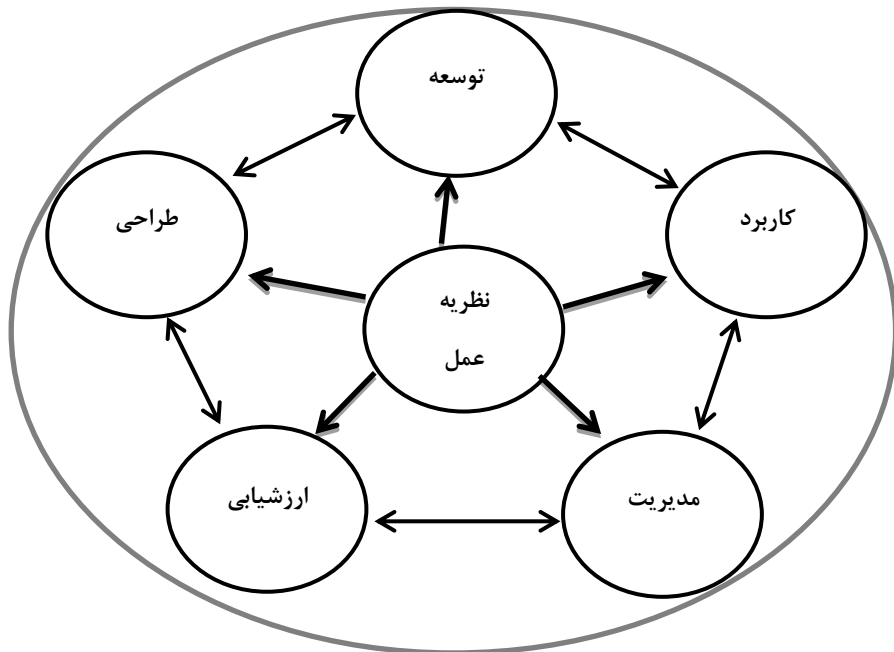 توسعه
کاربرد
طراحی
نظریه
عمل
مدیریت
ارزشیابی